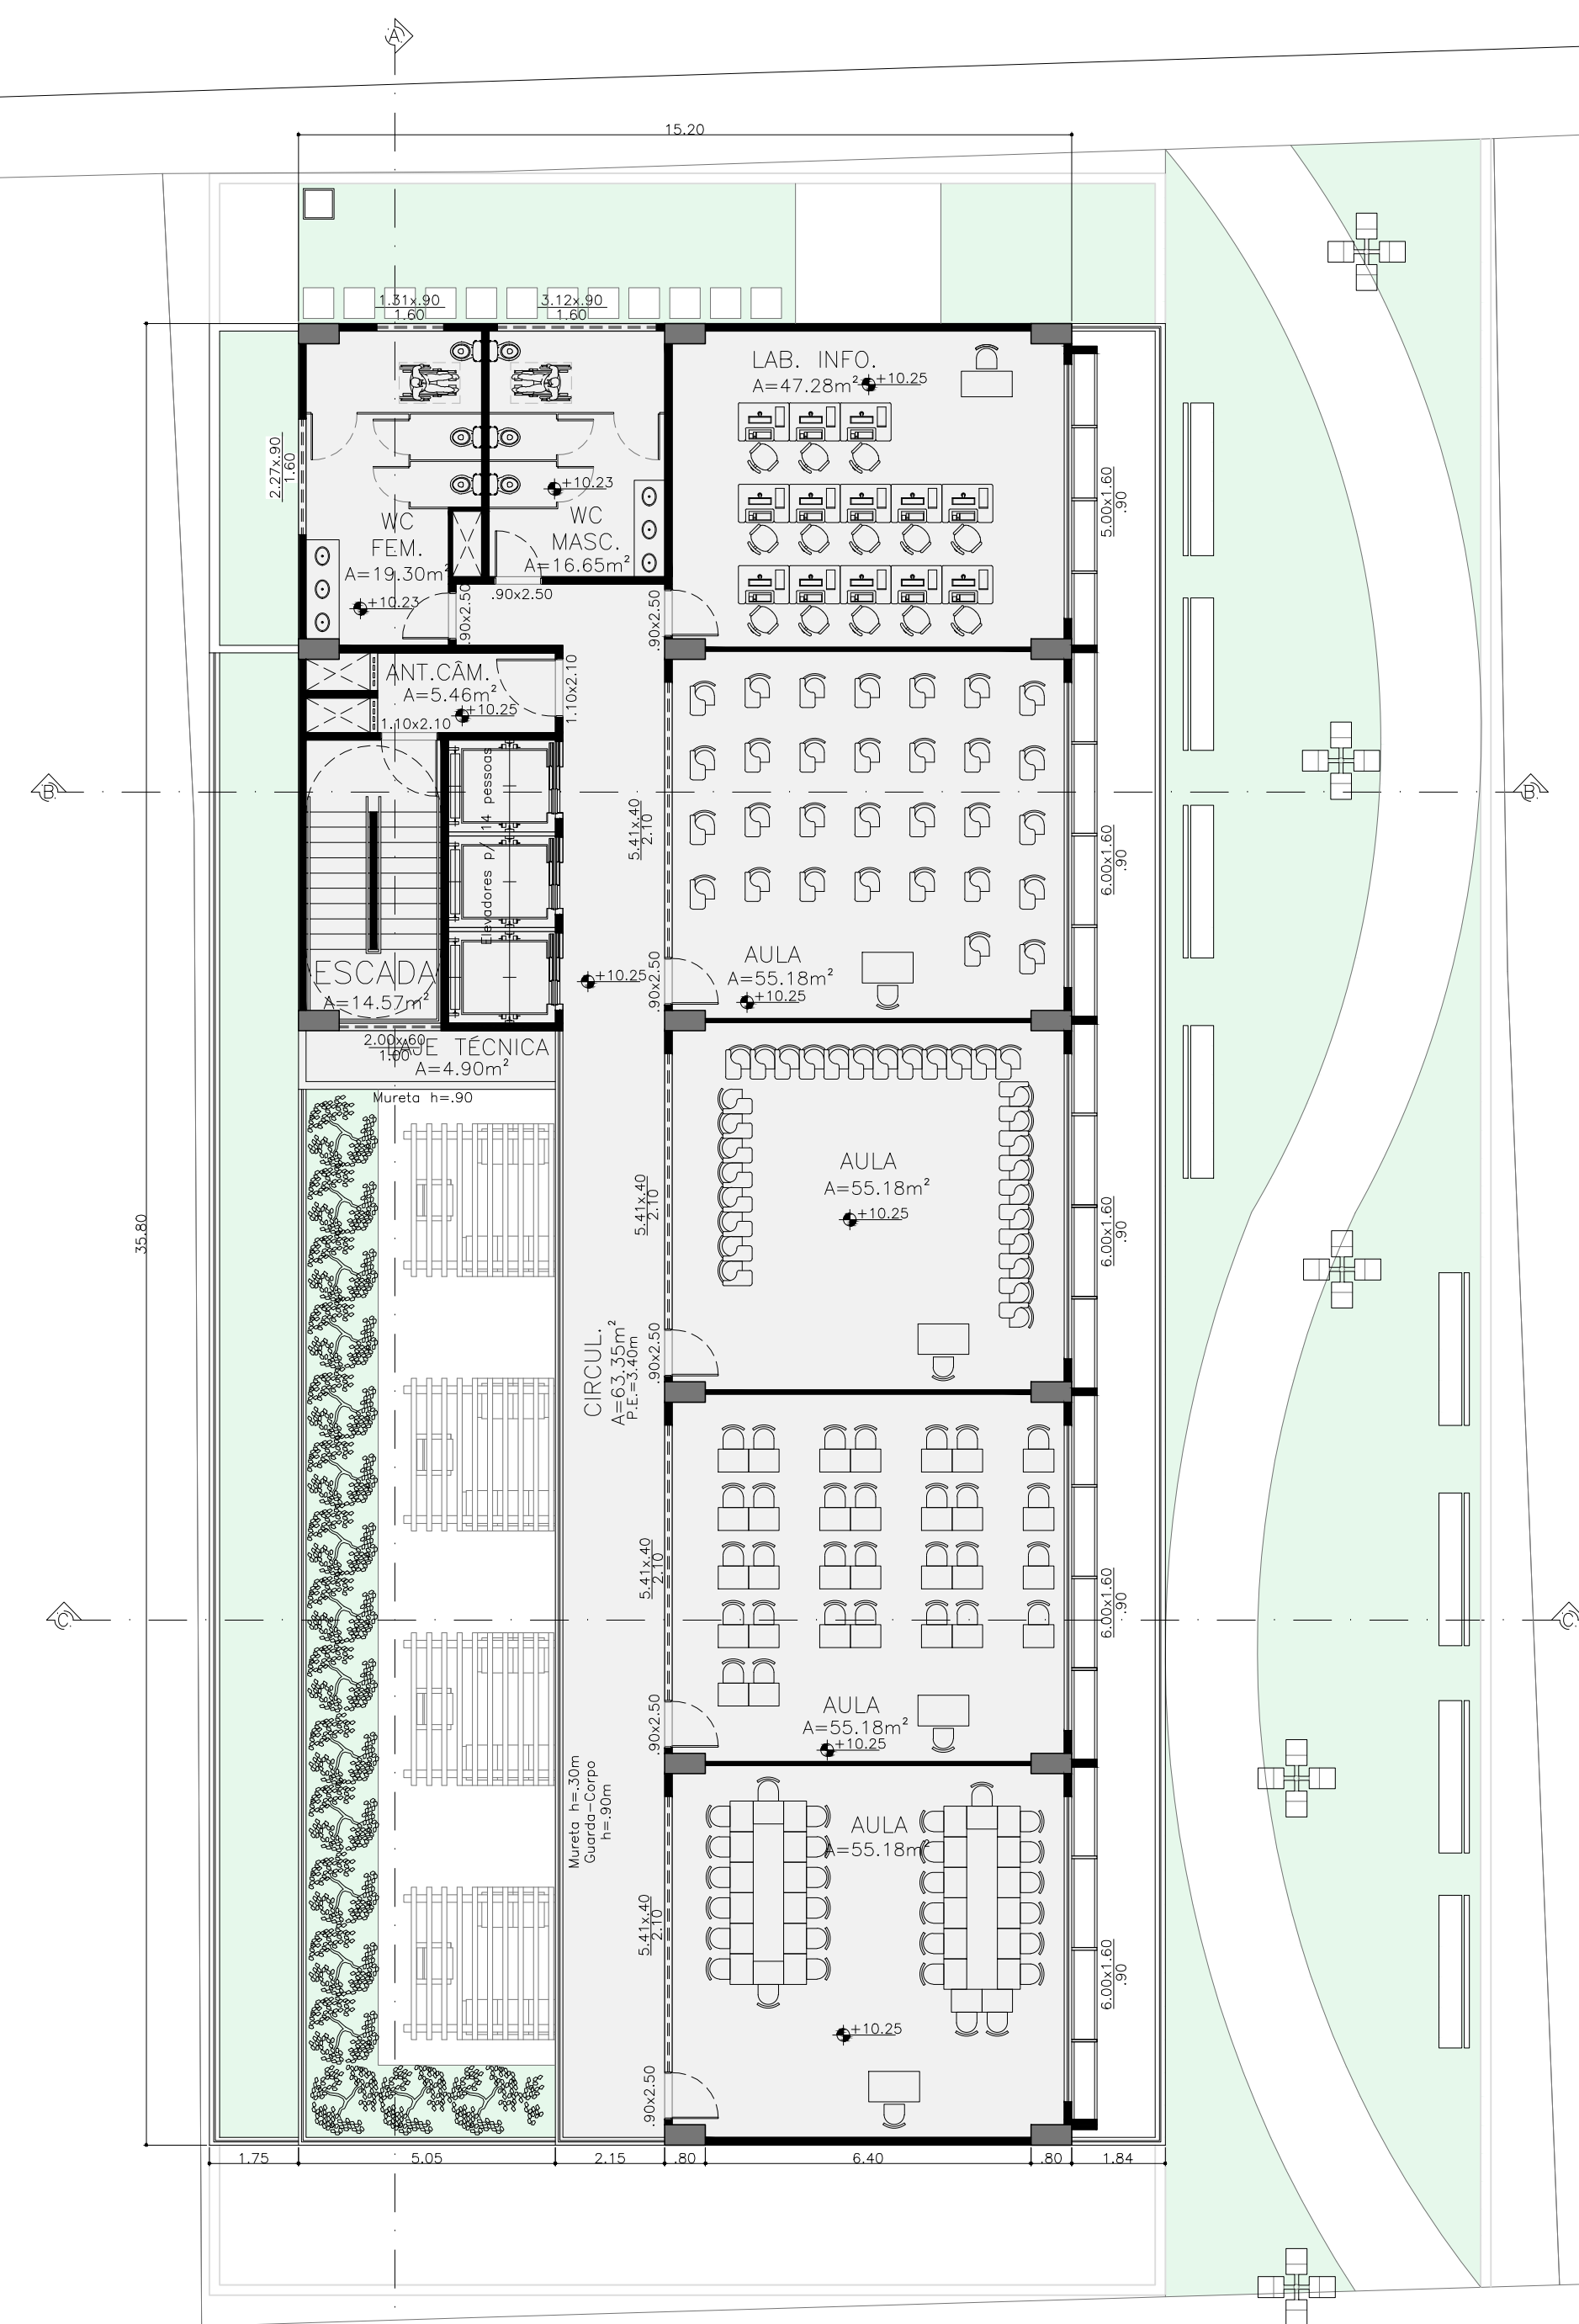 A.
15.20
1.31x.90
1.60
3.12x.90
1.60
LAB. INFO.
A=47.28m²
+10.25
2.27x.90
1.60
5.00x1.60
.90
+10.23
WC
FEM.
A=19.30m²
+10.23
WC
MASC.
A=16.65m²
.90x2.50
.90x2.50
.90x2.50
ANT.CÂM.
A=5.46m²
+10.25
1.10x2.10
1.10x2.10
B.
B.
Elevadores p/ 14 pessoas
5.41x.40
2.10
6.00x1.60
.90
ESCADA
A=14.57m²
+10.25
.90x2.50
AULA
A=55.18m²
+10.25
2.00x.60
1.00
LAJE TÉCNICA
A=4.90m²
Mureta h=.90
AULA
A=55.18m²
+10.25
5.41x.40
2.10
6.00x1.60
.90
35.80
.90x2.50
CIRCUL.
A=63.35m²
P.E.=3.40m
5.41x.40
2.10
6.00x1.60
.90
C.
C.
.90x2.50
AULA
A=55.18m²
+10.25
Mureta h=.30m
Guarda-Corpo
h=.90m
AULA
A=55.18m²
5.41x.40
2.10
6.00x1.60
.90
+10.25
.90x2.50
1.75
5.05
2.15
.80
6.40
.80
1.84